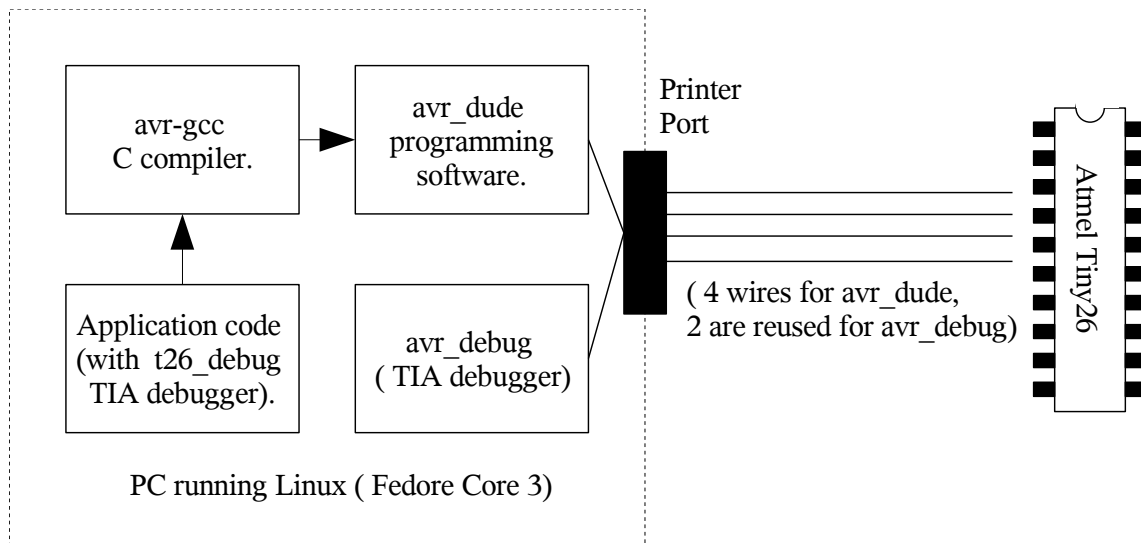 avr-gcc
C compiler.
avr_dude
programming
software.
Printer
Port
Application code
(with t26_debug
TIA debugger).
avr_debug
( TIA debugger)
( 4 wires for avr_dude,
2 are reused for avr_debug)
Atmel Tiny26
PC running Linux ( Fedore Core 3)